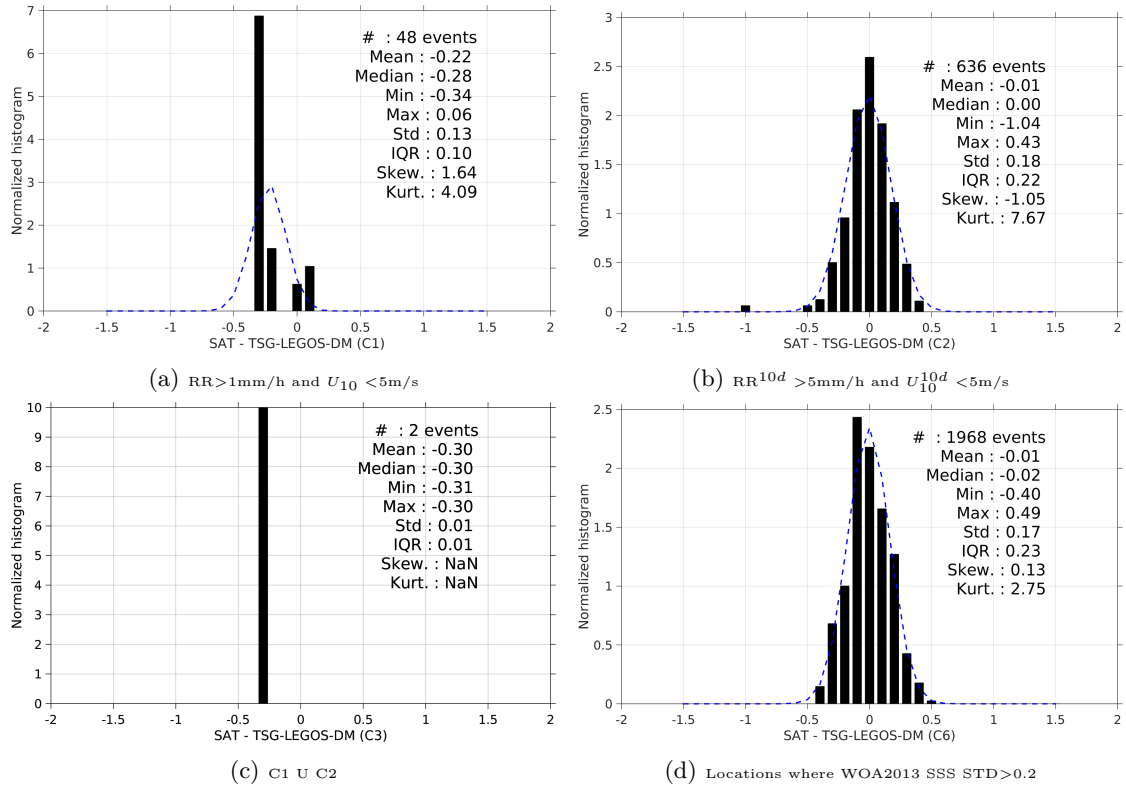 7
6
5
4
3
2
1
0
Normalized histogram
# : 48 events
Mean : -0.22
Median : -0.28
Min : -0.34
Max : 0.06
Std : 0.13
IQR : 0.10
Skew. : 1.64
Kurt. : 4.09
-2 -1.5 -1 -0.5 0 0.5 1 1.5 2
SAT - TSG-LEGOS-DM (C1)
(a) RR>1mm/h and U10 <5m/s
3
2.5
2
1.5
1
0.5
0
Normalized histogram
# : 636 events
Mean : -0.01
Median : 0.00
Min : -1.04
Max : 0.43
Std : 0.18
IQR : 0.22
Skew. : -1.05
Kurt. : 7.67
-2 -1.5 -1 -0.5 0 0.5 1 1.5 2
SAT - TSG-LEGOS-DM (C2)
(b) RR^10d >5mm/h and U10^10d <5m/s
10
9
8
7
6
5
4
3
2
1
0
Normalized histogram
# : 2 events
Mean : -0.30
Median : -0.30
Min : -0.31
Max : -0.30
Std : 0.01
IQR : 0.01
Skew. : NaN
Kurt. : NaN
-2 -1.5 -1 -0.5 0 0.5 1 1.5 2
SAT - TSG-LEGOS-DM (C3)
(c) C1 U C2
2.5
2
1.5
1
0.5
0
Normalized histogram
# : 1968 events
Mean : -0.01
Median : -0.02
Min : -0.40
Max : 0.49
Std : 0.17
IQR : 0.23
Skew. : 0.13
Kurt. : 2.75
-2 -1.5 -1 -0.5 0 0.5 1 1.5 2
SAT - TSG-LEGOS-DM (C6)
(d) Locations where WOA2013 SSS STD>0.2